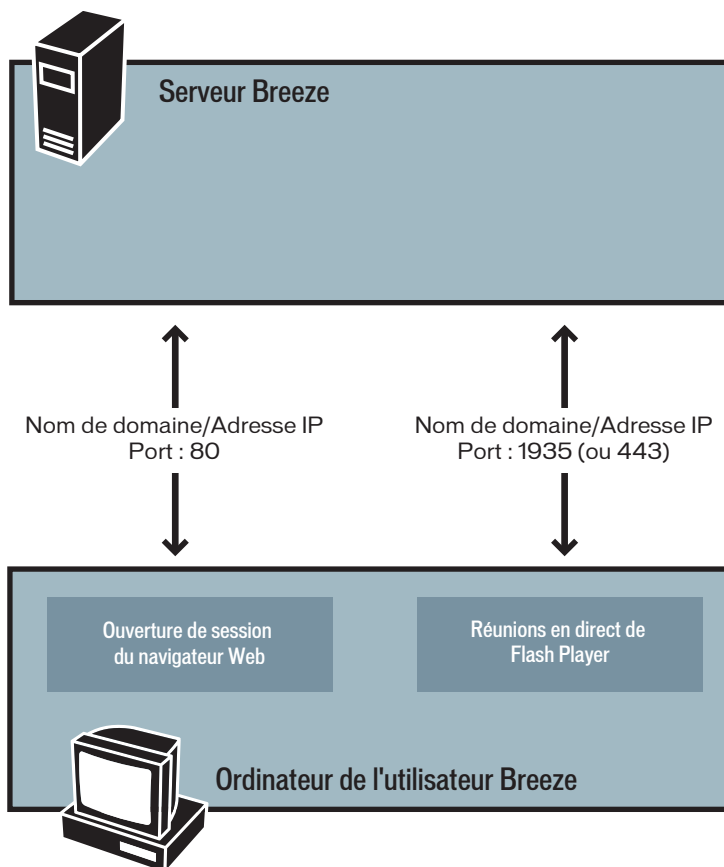 Serveur Breeze
Nom de domaine/Adresse IP
Port : 80
Nom de domaine/Adresse IP
Port : 1935 (ou 443)
Ouverture de session
du navigateur Web
Réunions en direct de
Flash Player
Ordinateur de l'utilisateur Breeze